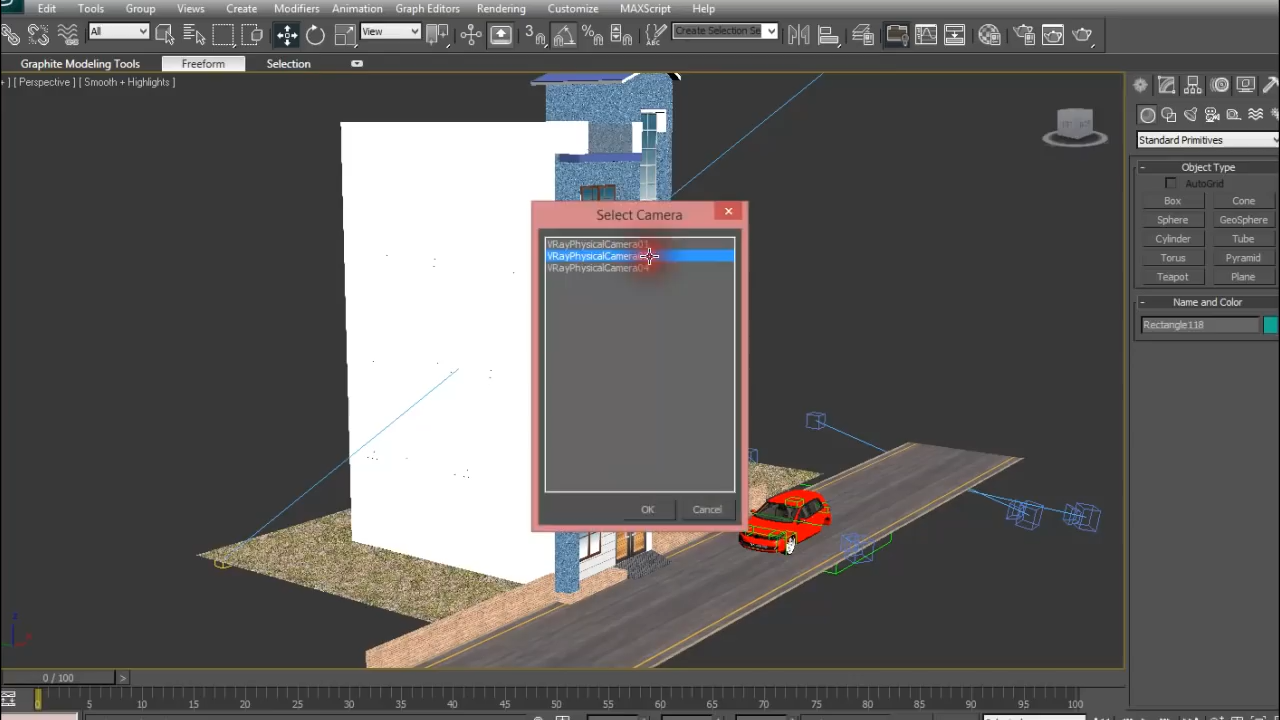 Edit Tools Group Views Create Modifiers Animation Graph Editors Rendering Customize MAXScript Help
All View 3 Create Selection Se
Graphite Modeling Tools Freeform Selection
+ ] [ Perspective ] [ Smooth + Highlights ]
Standard Primitives
- Object Type
AutoGrid
Box Cone
Sphere GeoSphere
Cylinder Tube
Torus Pyramid
Teapot Plane
- Name and Color
Rectangle118
Select Camera
VRayPhysicalCamera01
VRayPhysicalCamera
VRayPhysicalCamera04
OK Cancel
0 / 100 >
0 5 10 15 20 25 30 35 40 45 50 55 60 65 70 75 80 85 90 95 100